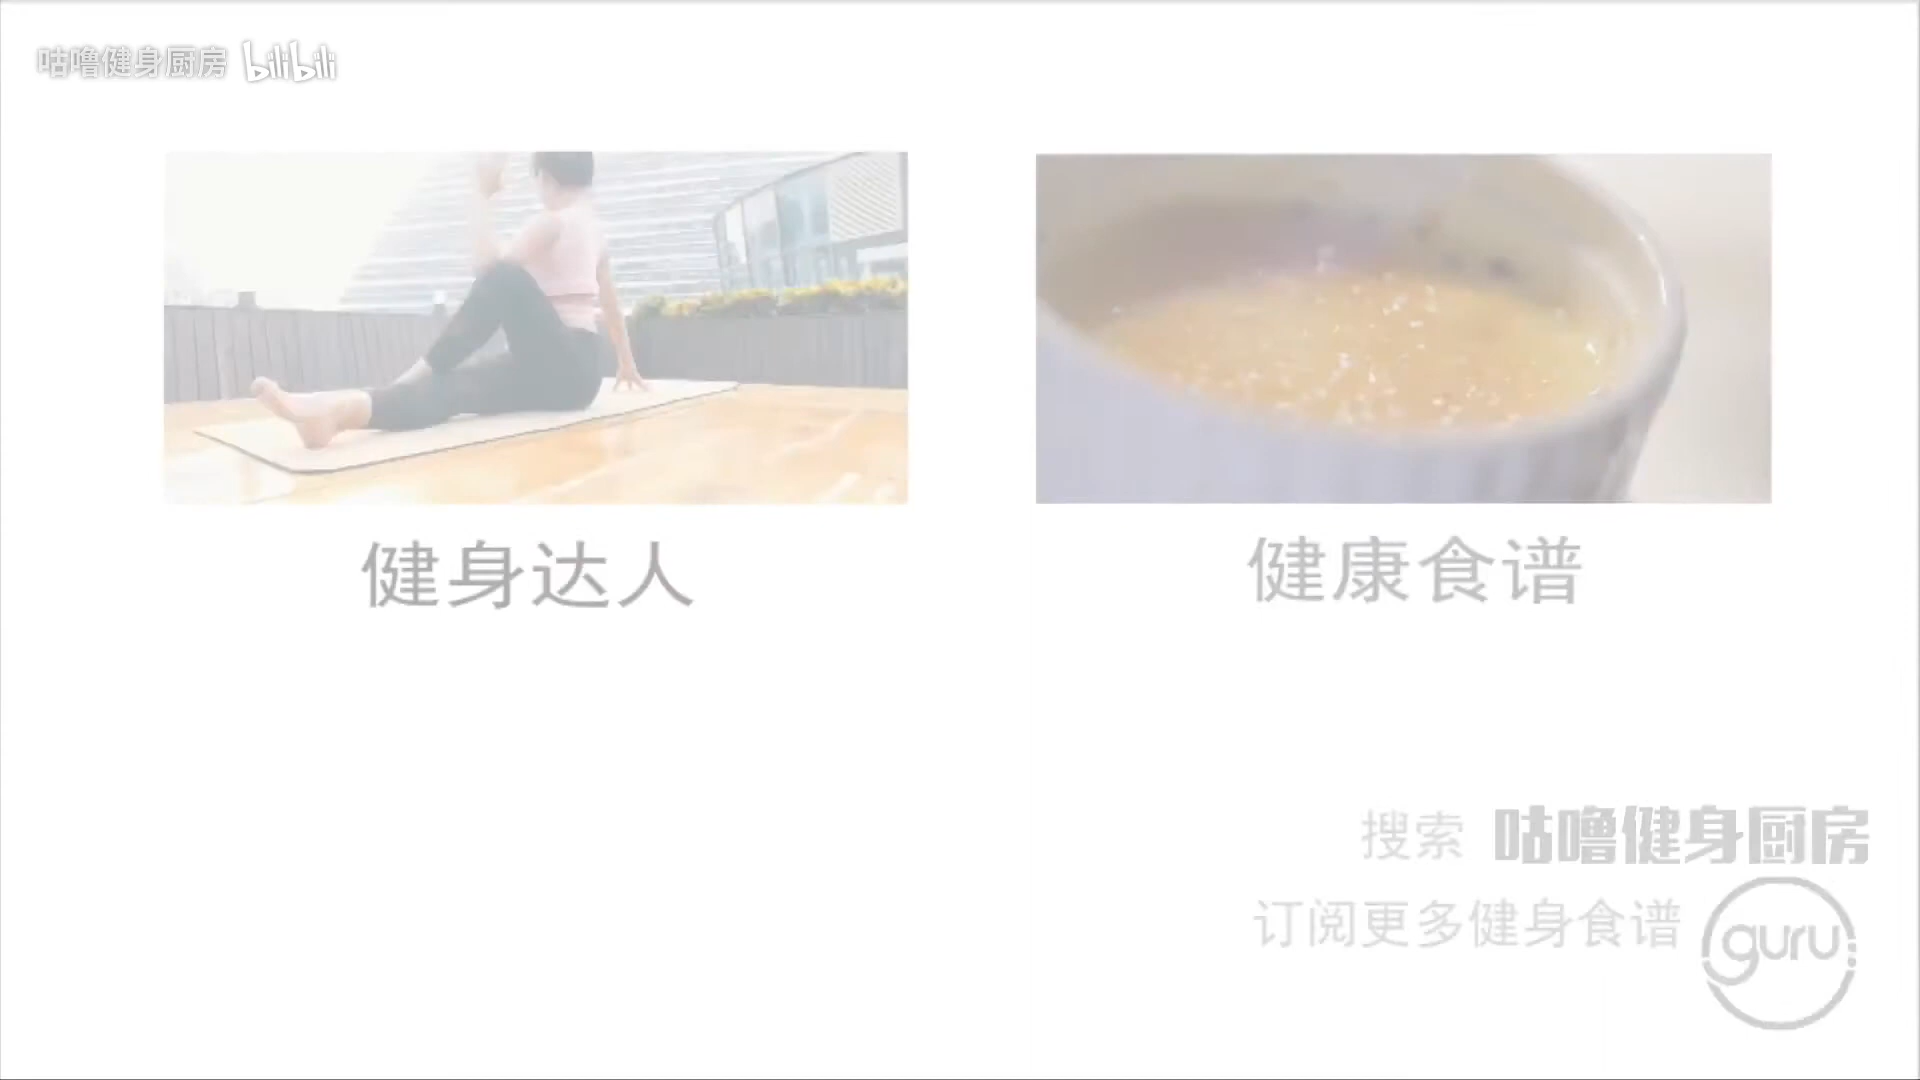 咕噜健身厨房 bilibili
健身达人
健康食谱
搜索 咕噜健身厨房
订阅更多健身食谱
guru